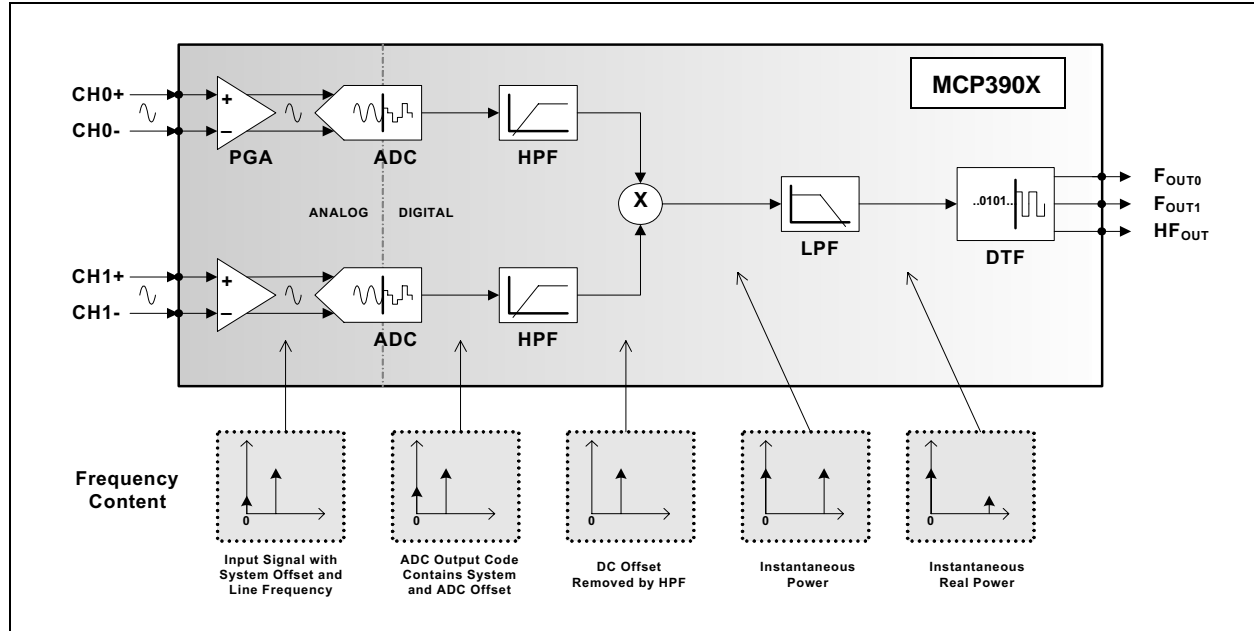 MCP390X
CH0+
CH0-
+
–
PGA
ADC
HPF
ANALOG
DIGITAL
X
LPF
..0101..
DTF
FOUT0
FOUT1
HFOUT
CH1+
CH1-
+
–
ADC
HPF
Frequency
Content
0
0
0
0
0
Input Signal with
System Offset and
Line Frequency
ADC Output Code
Contains System
and ADC Offset
DC Offset
Removed by HPF
Instantaneous
Power
Instantaneous
Real Power